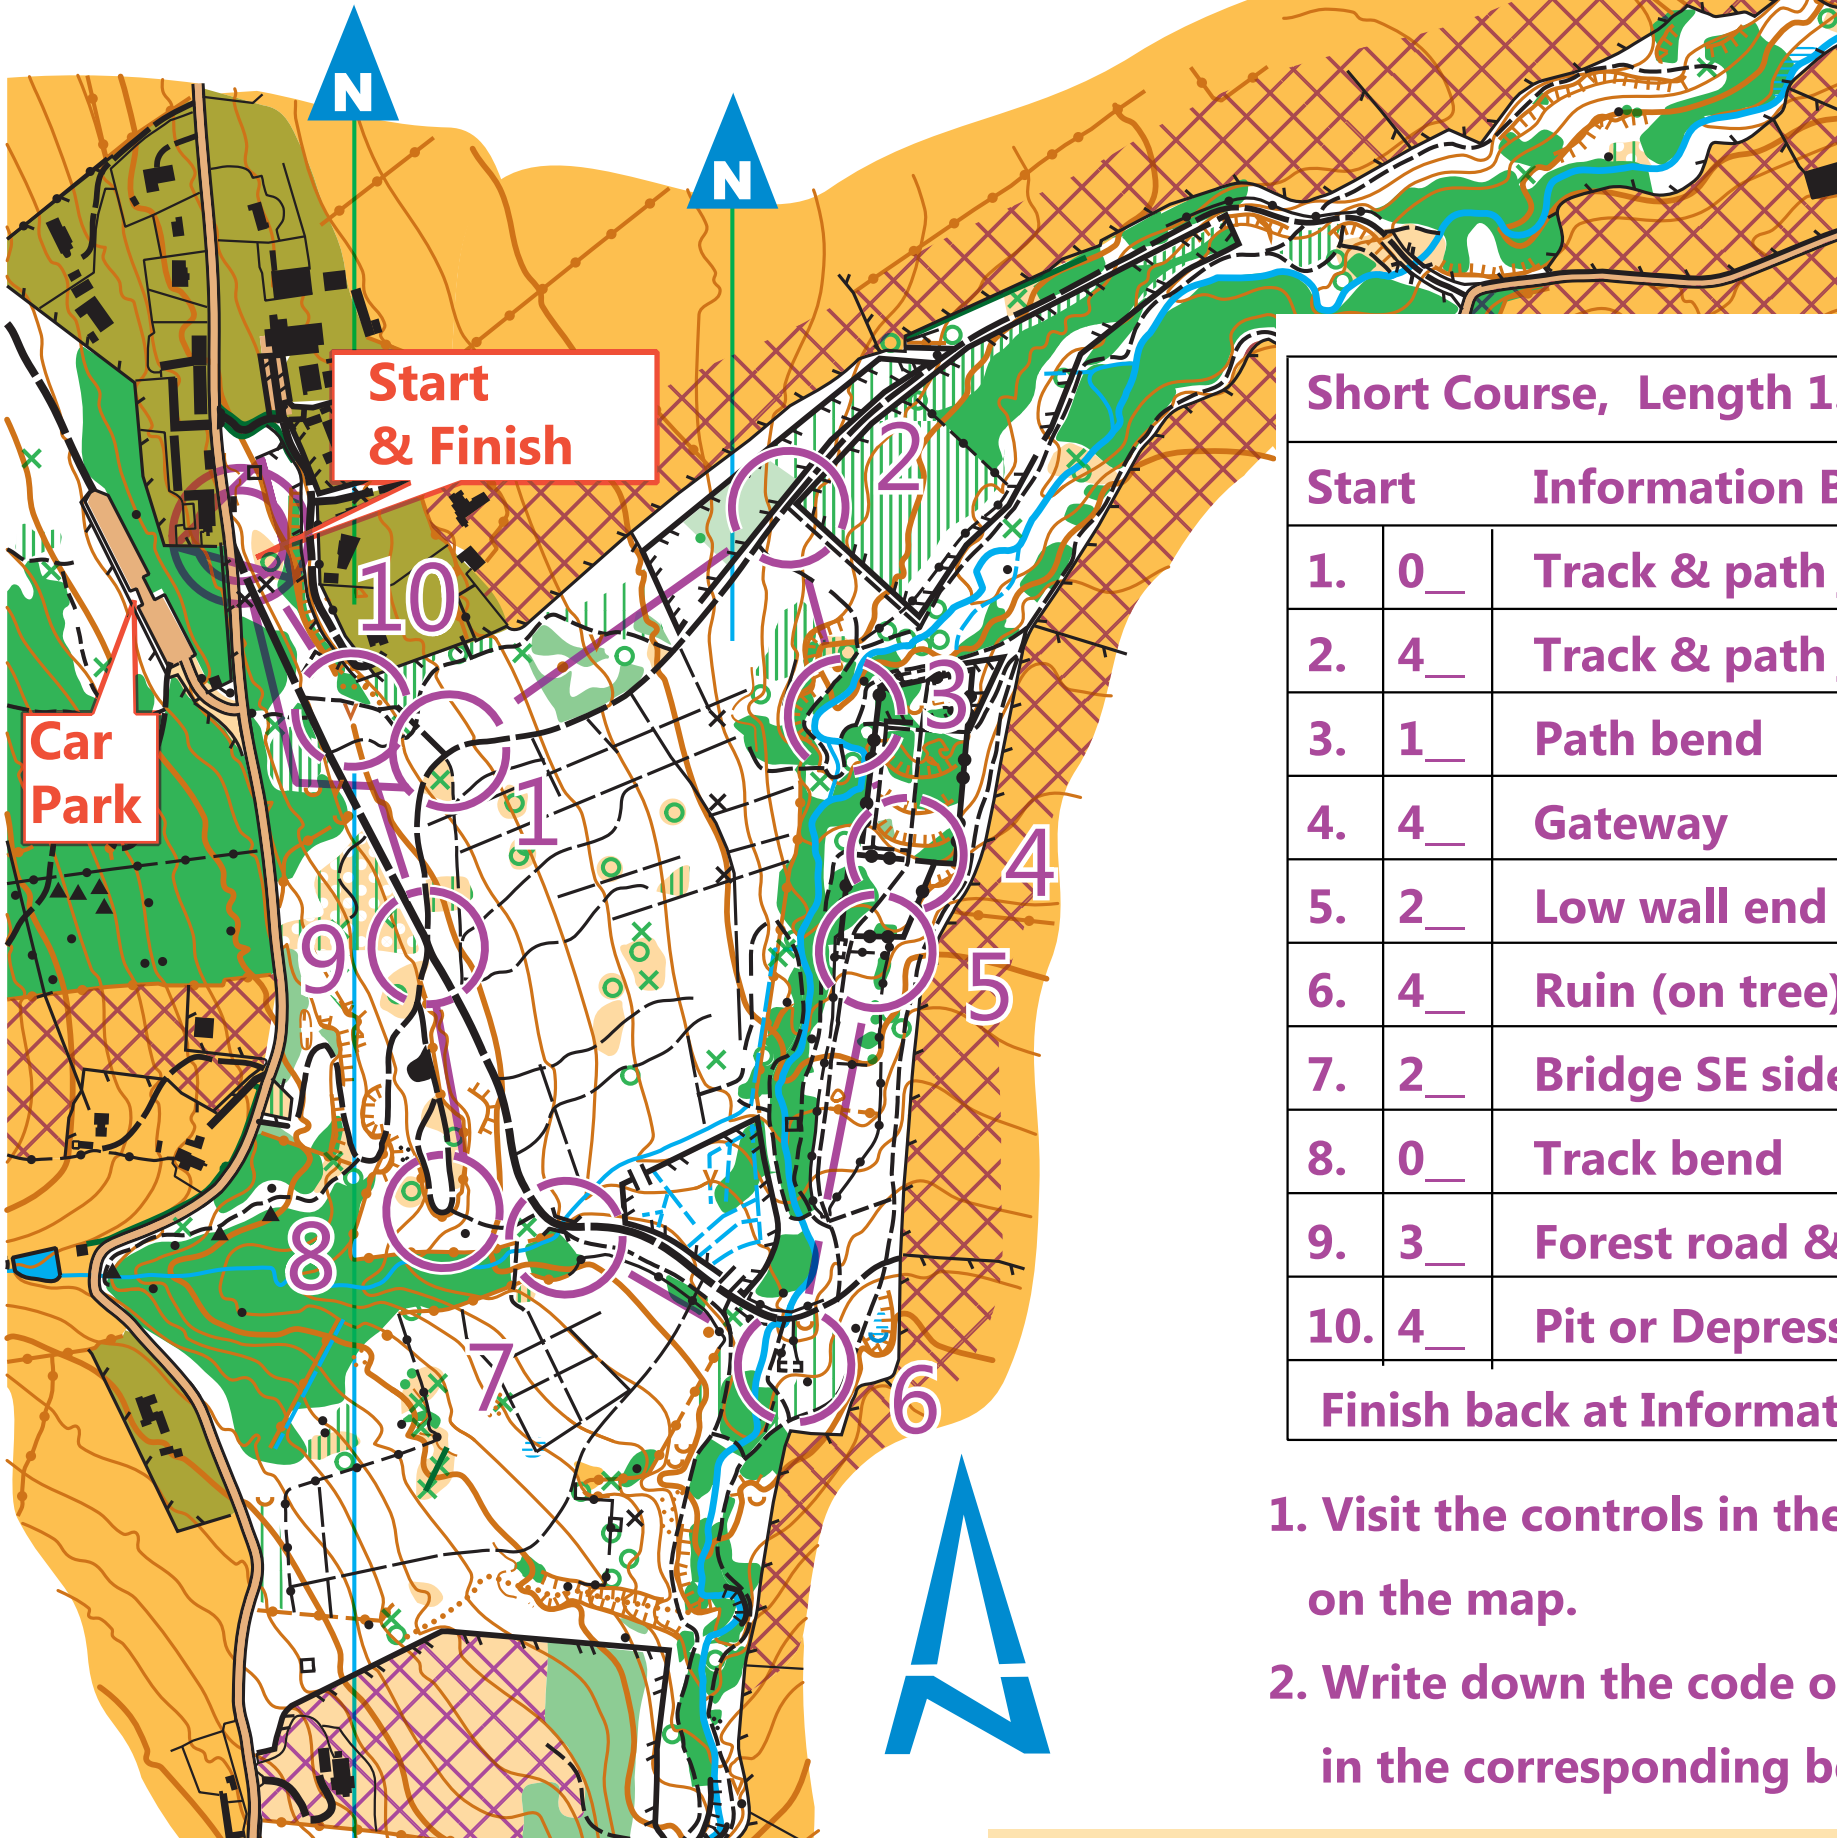 N
N
Start
& Finish
Car
Park
1
2
3
4
5
6
7
8
9
10
Short Course, Length 1.
Start Information B
1. 0__ Track & path
2. 4__ Track & path
3. 1__ Path bend
4. 4__ Gateway
5. 2__ Low wall end
6. 4__ Ruin (on tree)
7. 2__ Bridge SE side
8. 0__ Track bend
9. 3__ Forest road &
10. 4__ Pit or Depress
Finish back at Informat
1. Visit the controls in the
on the map.
2. Write down the code o
in the corresponding b
N